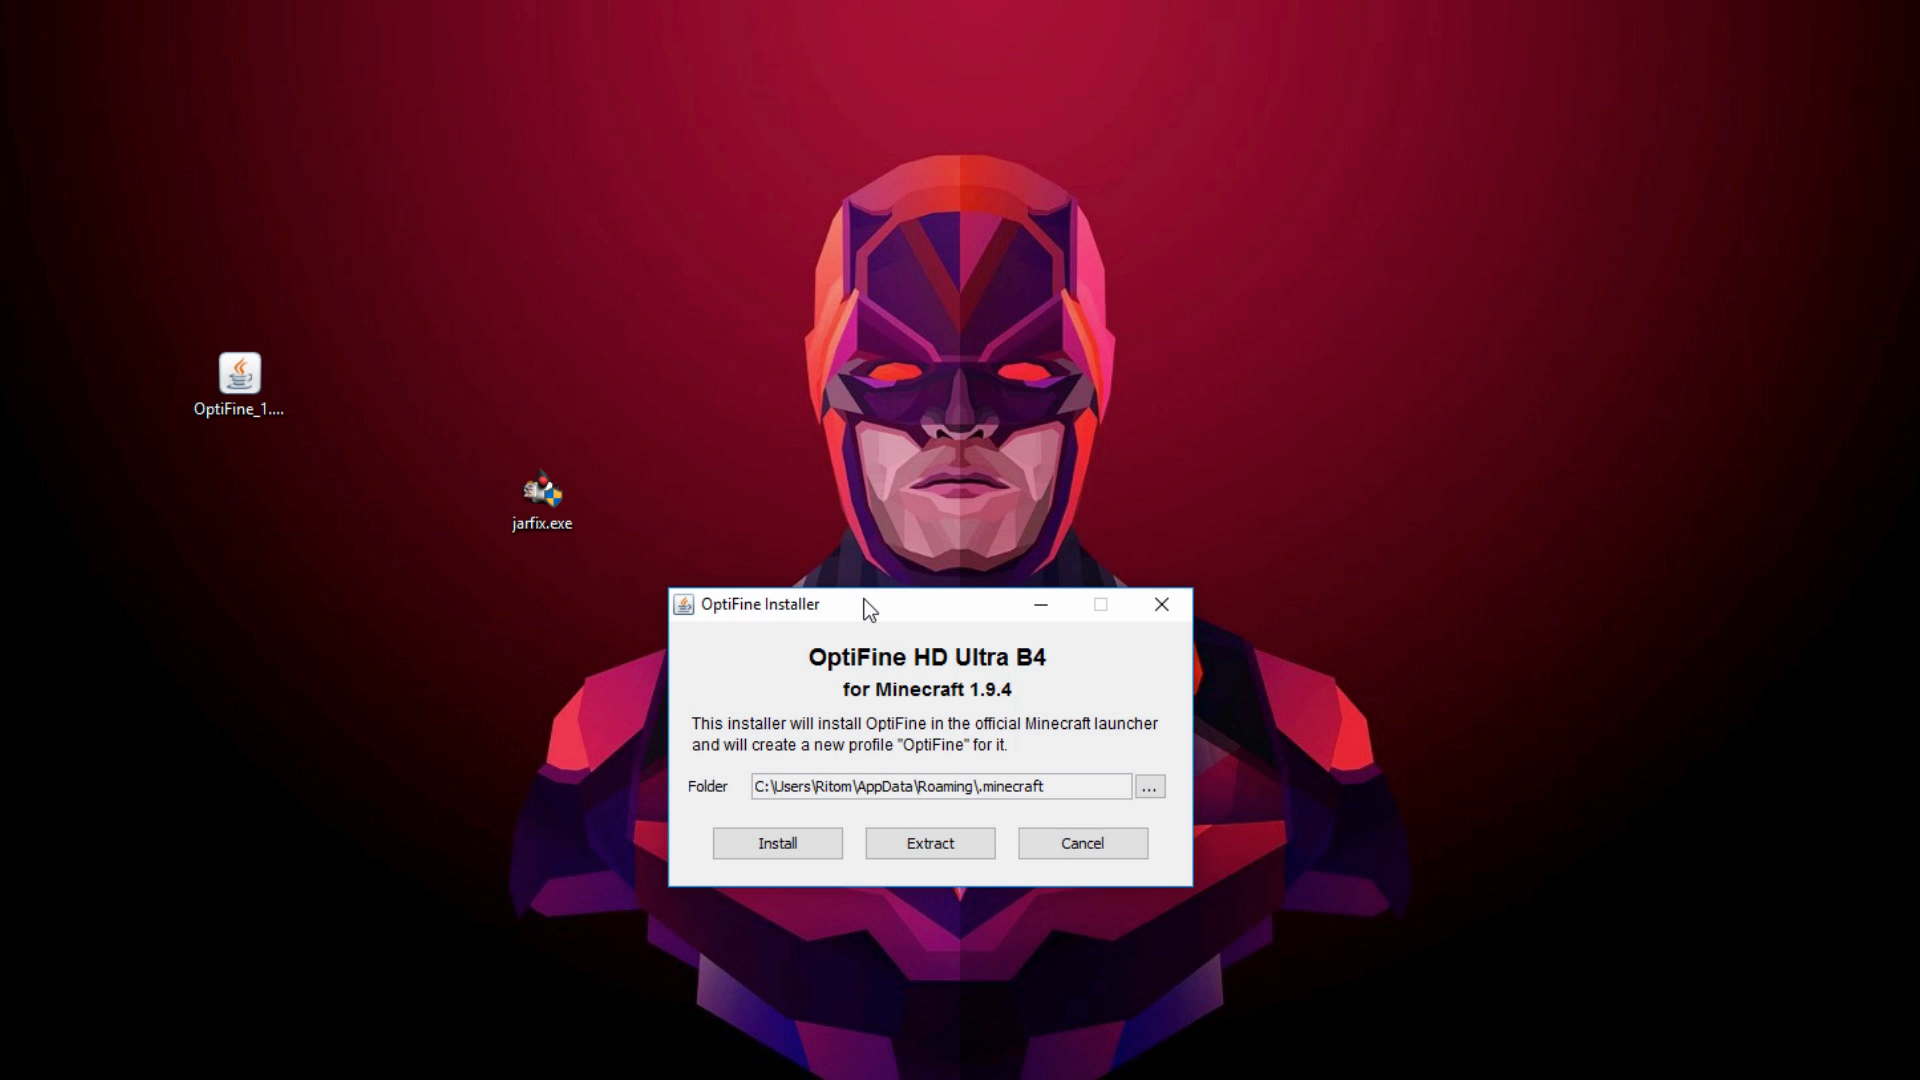 OptiFine_1....
jarfix.exe
OptiFine Installer
OptiFine HD Ultra B4
for Minecraft 1.9.4
This installer will install OptiFine in the official Minecraft launcher
and will create a new profile "OptiFine" for it.
Folder C:\Users\Ritom\AppData\Roaming\.minecraft ...
Install Extract Cancel